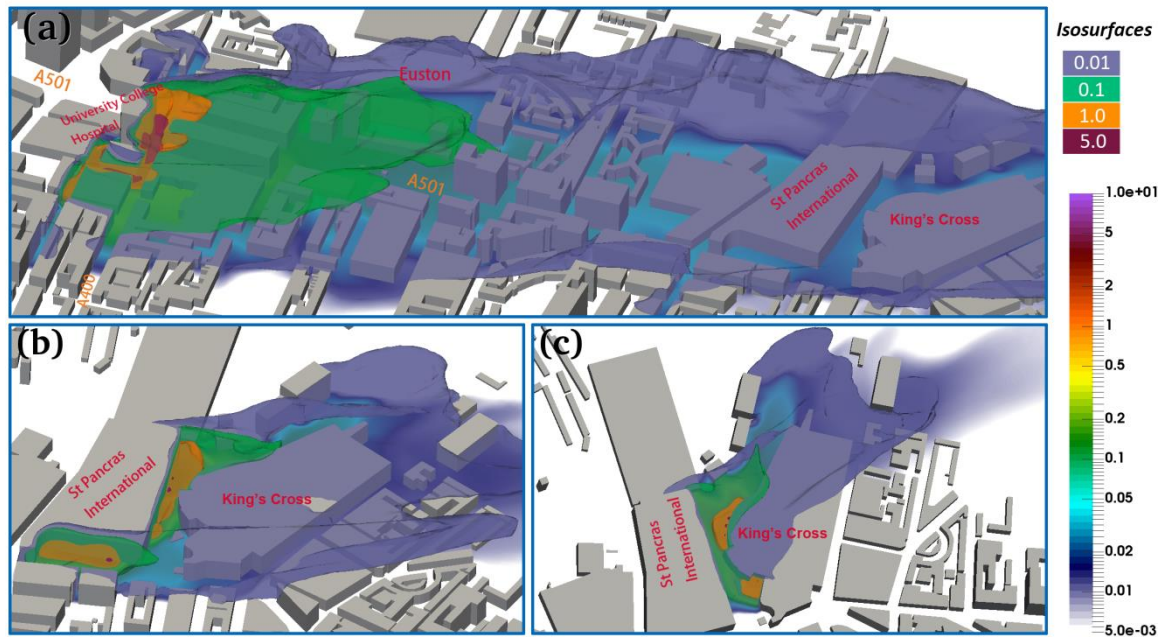 (a)
A501
University College
Hospital
Euston
A501
A400
St Pancras
International
King's Cross
Isosurfaces
0.01
0.1
1.0
5.0
1.0e+01
5
2
1
0.5
0.2
0.1
0.05
0.02
0.01
5.0e-03
(b)
St Pancras
International
King's Cross
(c)
St Pancras
International
King's Cross